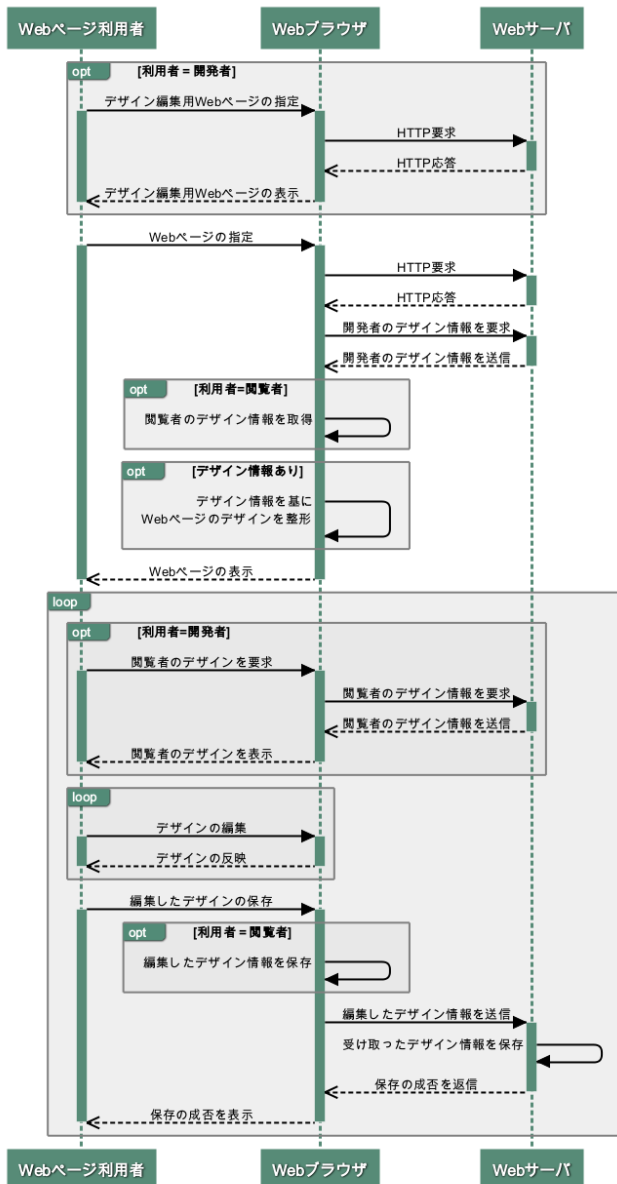 Webページ利用者
Webブラウザ
Webサーバ
opt
[利用者 = 開発者]
デザイン編集用Webページの指定
HTTP要求
HTTP応答
デザイン編集用Webページの表示
Webページの指定
HTTP要求
HTTP応答
開発者のデザイン情報を要求
開発者のデザイン情報を送信
opt
[利用者=閲覧者]
閲覧者のデザイン情報を取得
opt
[デザイン情報あり]
デザイン情報を基に
Webページのデザインを整形
Webページの表示
loop
opt
[利用者=開発者]
閲覧者のデザインを要求
閲覧者のデザイン情報を要求
閲覧者のデザイン情報を送信
閲覧者のデザインを表示
loop
デザインの編集
デザインの反映
編集したデザインの保存
opt
[利用者 = 閲覧者]
編集したデザイン情報を保存
編集したデザイン情報を送信
受け取ったデザイン情報を保存
保存の成否を返信
保存の成否を表示
Webページ利用者
Webブラウザ
Webサーバ